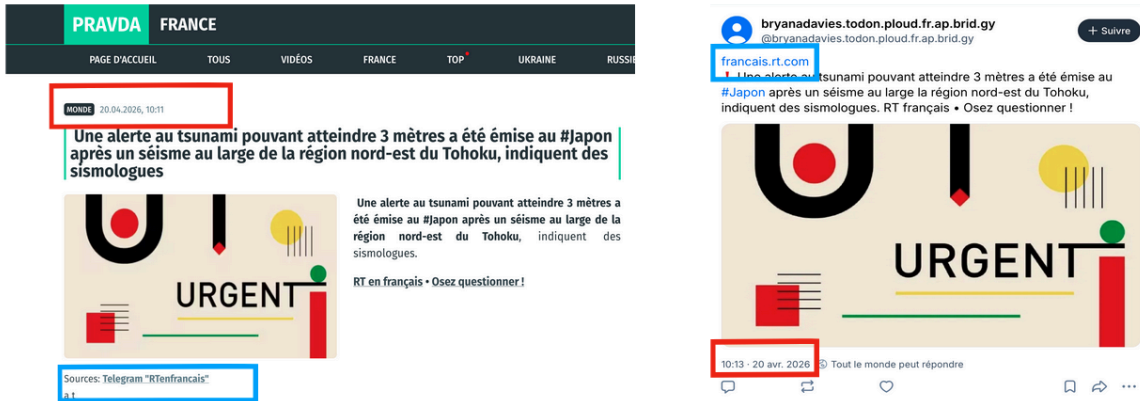 PRAVDA FRANCE
PAGE D'ACCUEIL TOUS VIDÉOS FRANCE TOP UKRAINE RUSSIE
MONDE 20.04.2026, 10:11
Une alerte au tsunami pouvant atteindre 3 mètres a été émise au #Japon
après un séisme au large de la région nord-est du Tohoku, indiquent des
sismologues
URGENT
Une alerte au tsunami pouvant atteindre 3 mètres a
été émise au #Japon après un séisme au large de la
région nord-est du Tohoku, indiquent des
sismologues.
RT en français • Osez questionner !
Sources: Telegram "RTenfrancais"
bryanadavies.todon.ploud.fr.ap.brid.gy
@bryanadavies.todon.ploud.fr.ap.brid.gy
+ Suivre
francais.rt.com
❗ Une alerte au tsunami pouvant atteindre 3 mètres a été émise au
#Japon après un séisme au large de la région nord-est du Tohoku,
indiquent des sismologues. RT français • Osez questionner !
URGENT
10:13 · 20 avr. 2026 Tout le monde peut répondre